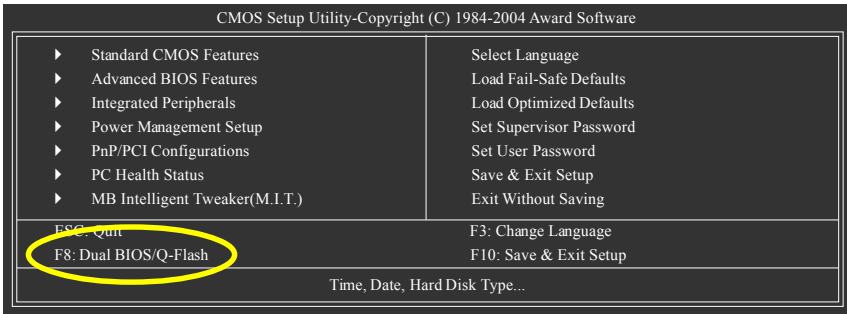 CMOS Setup Utility-Copyright (C) 1984-2004 Award Software
Standard CMOS Features
Advanced BIOS Features
Integrated Peripherals
Power Management Setup
PnP/PCI Configurations
PC Health Status
MB Intelligent Tweaker(M.I.T.)
Select Language
Load Fail-Safe Defaults
Load Optimized Defaults
Set Supervisor Password
Set User Password
Save & Exit Setup
Exit Without Saving
ESC: Quit
F8: Dual BIOS/Q-Flash
F3: Change Language
F10: Save & Exit Setup
Time, Date, Hard Disk Type...